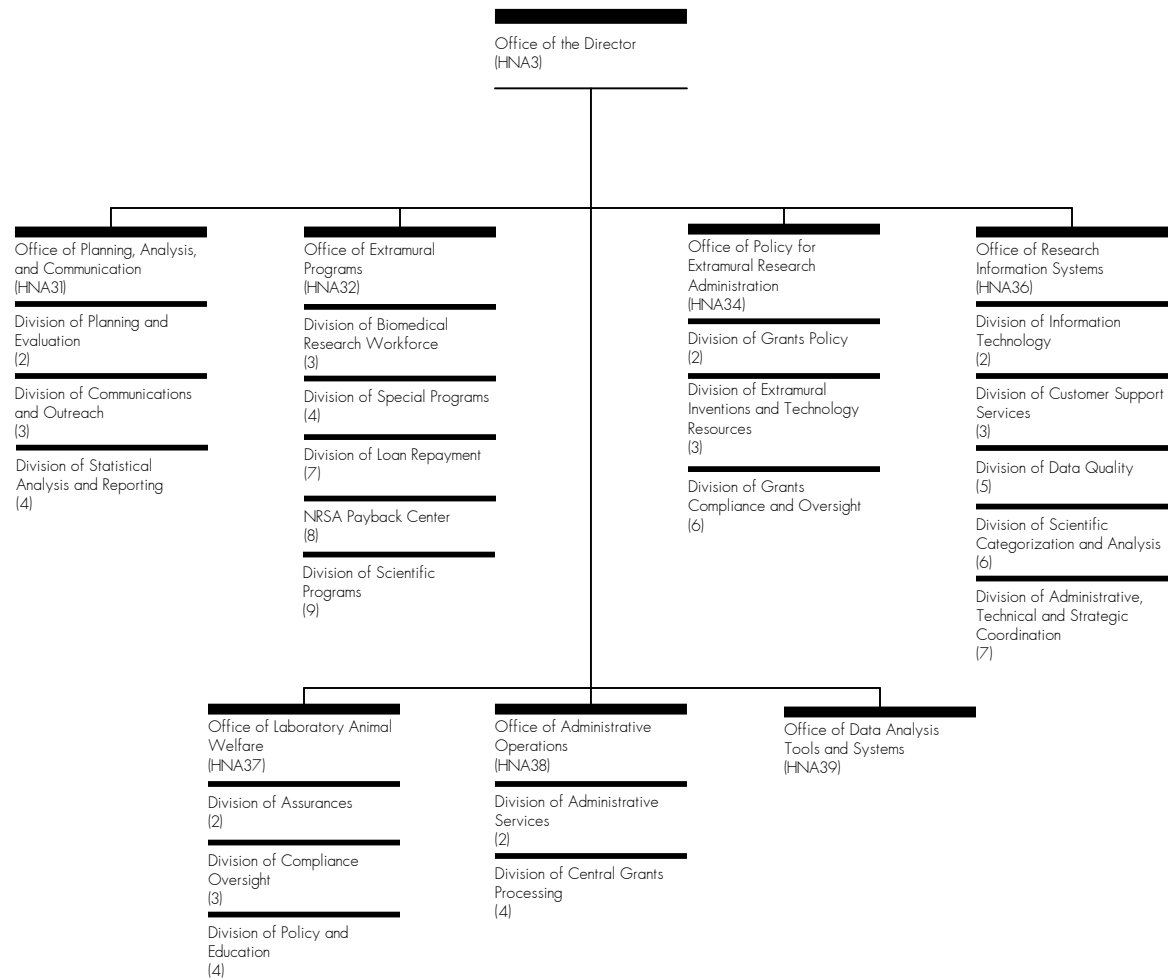 Office of the Director
(HNA3)
Office of Planning, Analysis,
and Communication
(HNA31)
Division of Planning and
Evaluation
(2)
Division of Communications
and Outreach
(3)
Division of Statistical
Analysis and Reporting
(4)
Office of Extramural
Programs
(HNA32)
Division of Biomedical
Research Workforce
(3)
Division of Special Programs
(4)
Division of Loan Repayment
(7)
NRSA Payback Center
(8)
Division of Scientific
Programs
(9)
Office of Policy for
Extramural Research
Administration
(HNA34)
Division of Grants Policy
(2)
Division of Extramural
Inventions and Technology
Resources
(3)
Division of Grants
Compliance and Oversight
(6)
Office of Research
Information Systems
(HNA36)
Division of Information
Technology
(2)
Division of Customer Support
Services
(3)
Division of Data Quality
(5)
Division of Scientific
Categorization and Analysis
(6)
Division of Administrative,
Technical and Strategic
Coordination
(7)
Office of Laboratory Animal
Welfare
(HNA37)
Division of Assurances
(2)
Division of Compliance
Oversight
(3)
Division of Policy and
Education
(4)
Office of Administrative
Operations
(HNA38)
Division of Administrative
Services
(2)
Division of Central Grants
Processing
(4)
Office of Data Analysis
Tools and Systems
(HNA39)